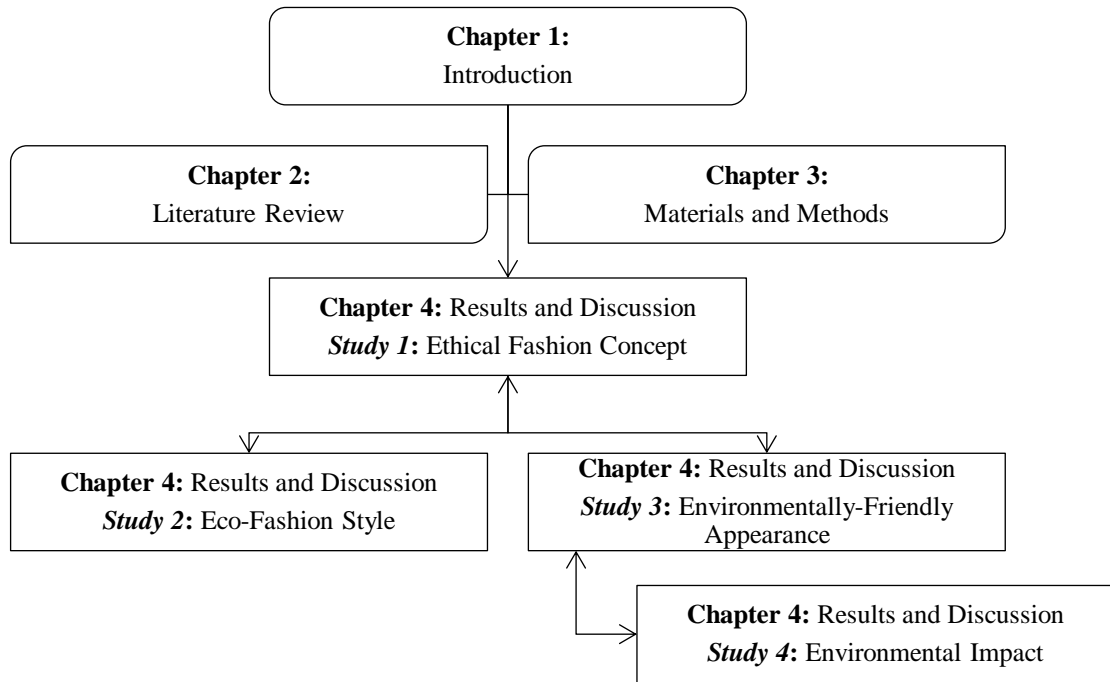 Chapter 1:
Introduction
Chapter 2:
Literature Review
Chapter 3:
Materials and Methods
Chapter 4: Results and Discussion
Study 1: Ethical Fashion Concept
Chapter 4: Results and Discussion
Study 2: Eco-Fashion Style
Chapter 4: Results and Discussion
Study 3: Environmentally-Friendly
Appearance
Chapter 4: Results and Discussion
Study 4: Environmental Impact